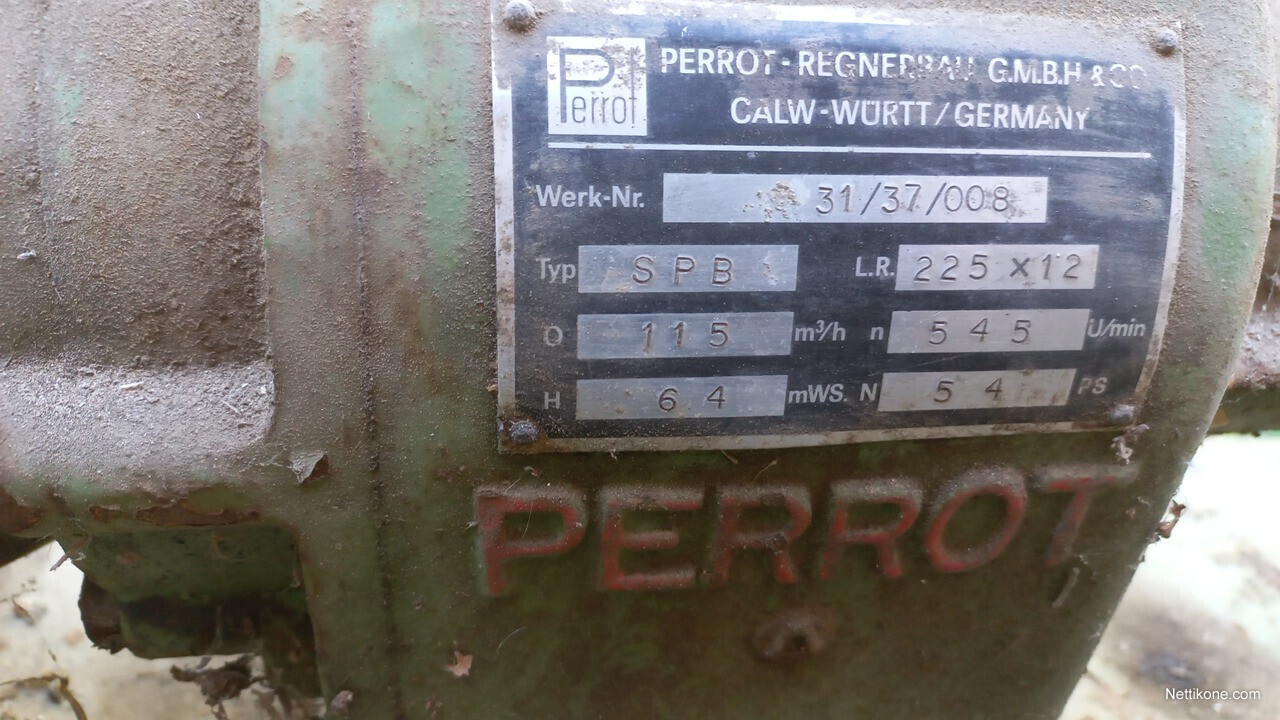 Perrot
PERROT-REGNERBAU G.M.B.H & CO
CALW-WÜRTT/GERMANY
Werk-Nr. 31/37/008
Typ SPB L.R. 225 x 12
Q 115 m³/h n 545 U/min
H 64 mWS. N 54 PS
PERROT
Nettikone.com